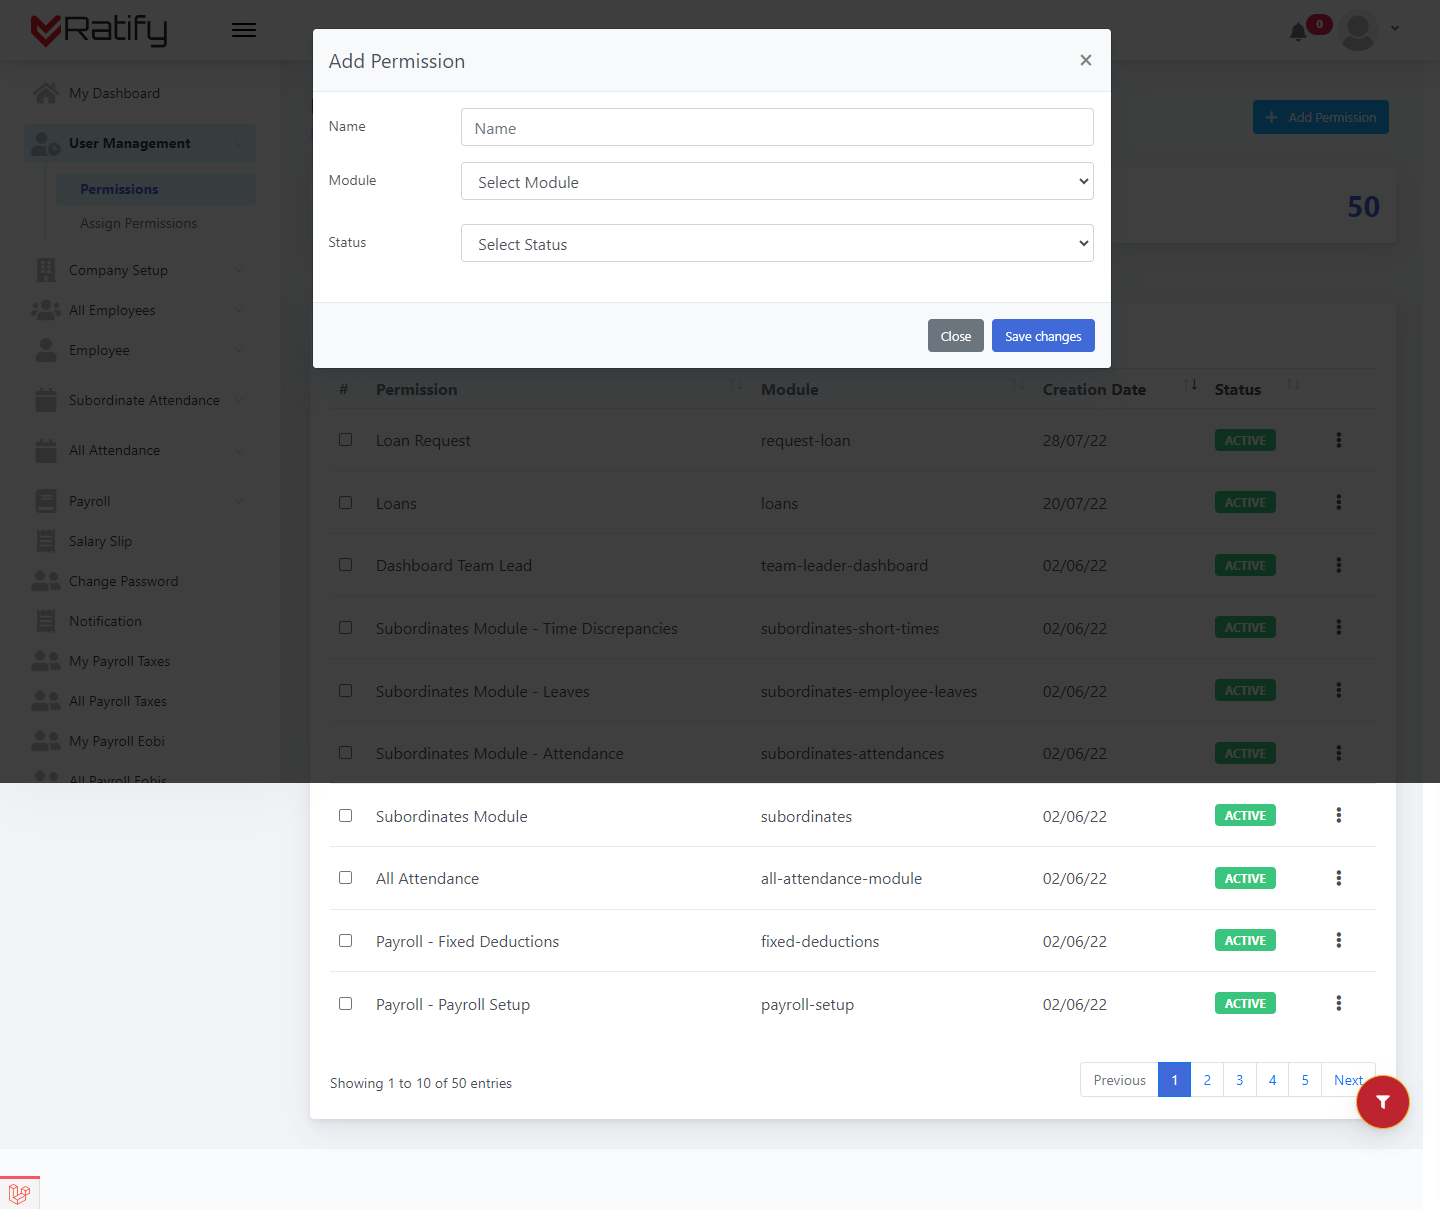 Ratify
0
Add Permission
×
My Dashboard
Name
Name
Add Permission
User Management
Module
Select Module
Permissions
50
Assign Permissions
Status
Select Status
Company Setup
All Employees
Close
Save changes
Employee
# Permission Module Creation Date Status
Subordinate Attendance
Loan Request request-loan 28/07/22 ACTIVE
All Attendance
Payroll
Loans loans 20/07/22 ACTIVE
Salary Slip
Dashboard Team Lead team-leader-dashboard 02/06/22 ACTIVE
Change Password
Notification
Subordinates Module - Time Discrepancies subordinates-short-times 02/06/22 ACTIVE
My Payroll Taxes
Subordinates Module - Leaves subordinates-employee-leaves 02/06/22 ACTIVE
All Payroll Taxes
My Payroll Eobi
Subordinates Module - Attendance subordinates-attendances 02/06/22 ACTIVE
All Payroll Eobis
Subordinates Module subordinates 02/06/22 ACTIVE
All Attendance all-attendance-module 02/06/22 ACTIVE
Payroll - Fixed Deductions fixed-deductions 02/06/22 ACTIVE
Payroll - Payroll Setup payroll-setup 02/06/22 ACTIVE
Showing 1 to 10 of 50 entries
Previous 1 2 3 4 5 Next